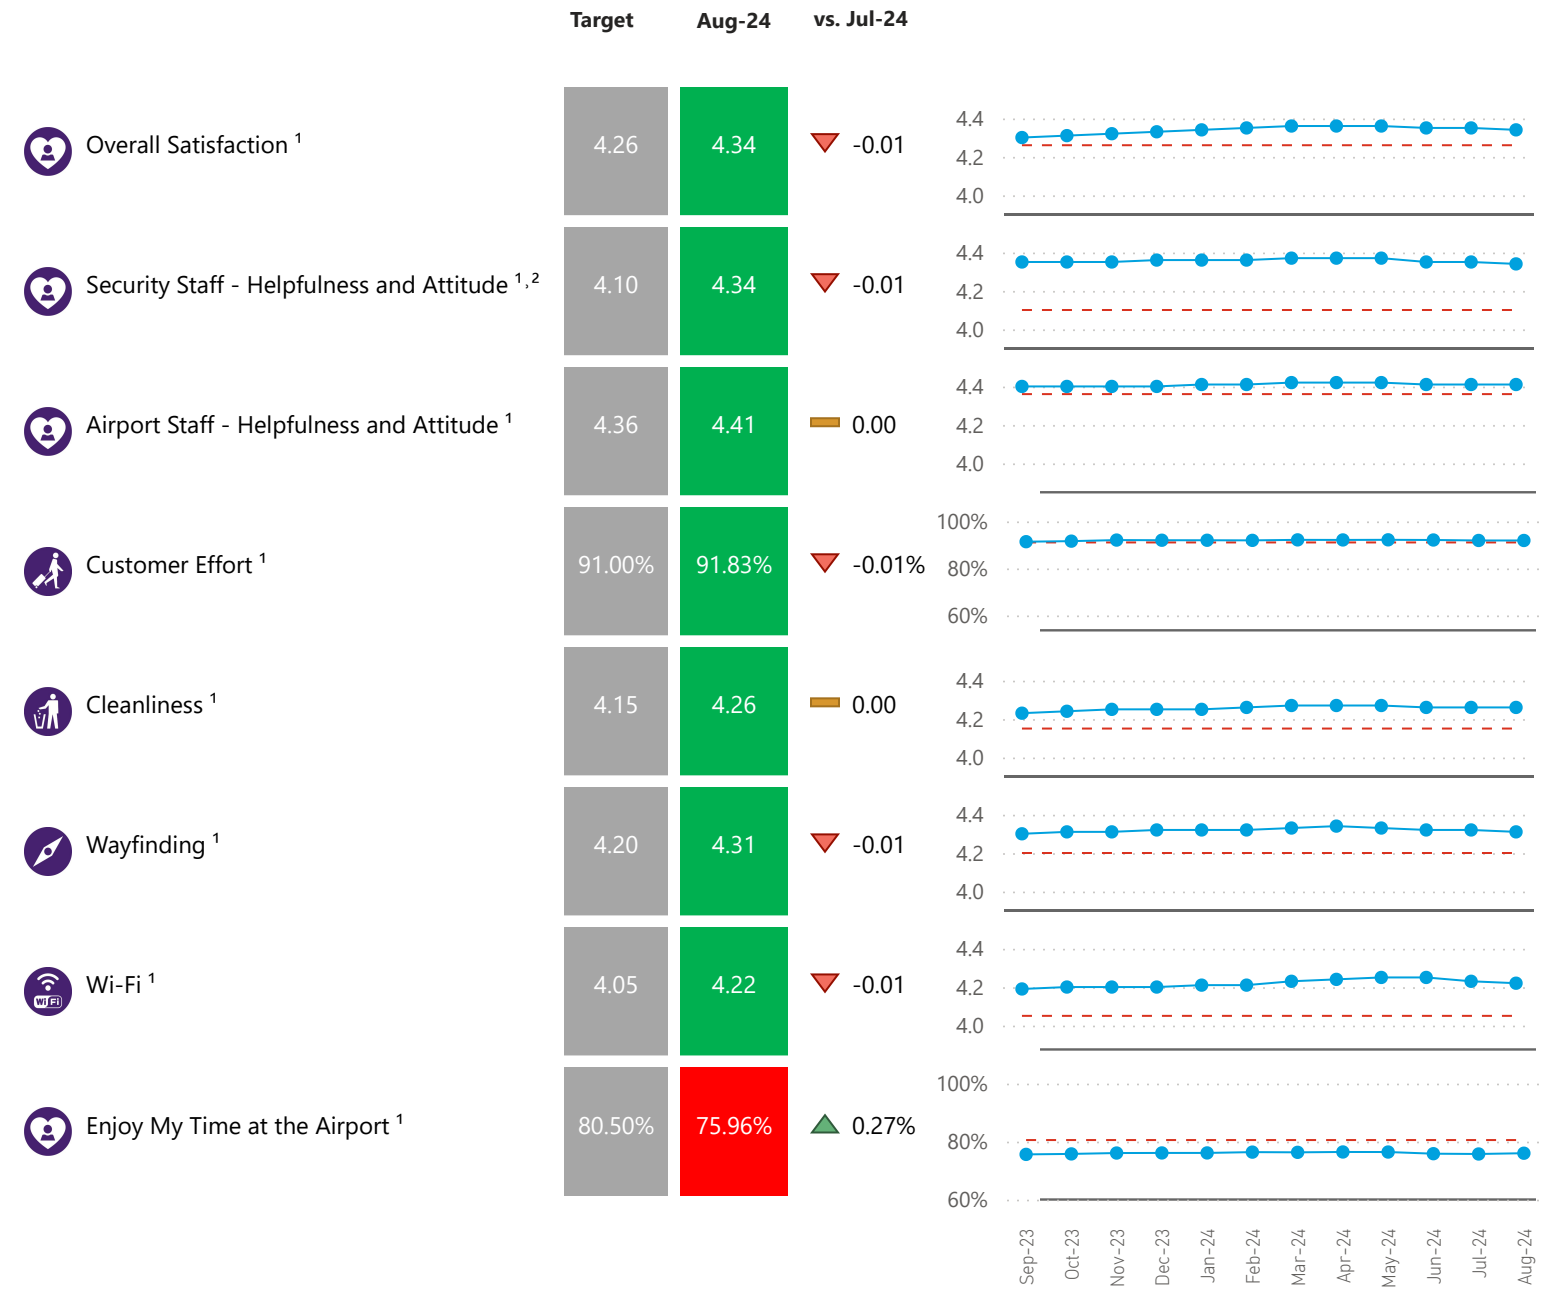 Target Aug-24 vs. Jul-24
Overall Satisfaction ¹ 4.26 4.34 -0.01
4.4
4.2
4.0
Security Staff - Helpfulness and Attitude ¹˒² 4.10 4.34 -0.01
4.4
4.2
4.0
Airport Staff - Helpfulness and Attitude ¹ 4.36 4.41 0.00
4.4
4.2
4.0
Customer Effort ¹ 91.00% 91.83% -0.01%
100%
80%
60%
Cleanliness ¹ 4.15 4.26 0.00
4.4
4.2
4.0
Wayfinding ¹ 4.20 4.31 -0.01
4.4
4.2
4.0
WiFi
Wi-Fi ¹ 4.05 4.22 -0.01
4.4
4.2
4.0
Enjoy My Time at the Airport ¹ 80.50% 75.96% 0.27%
100%
80%
60%
Sep-23
Oct-23
Nov-23
Dec-23
Jan-24
Feb-24
Mar-24
Apr-24
May-24
Jun-24
Jul-24
Aug-24